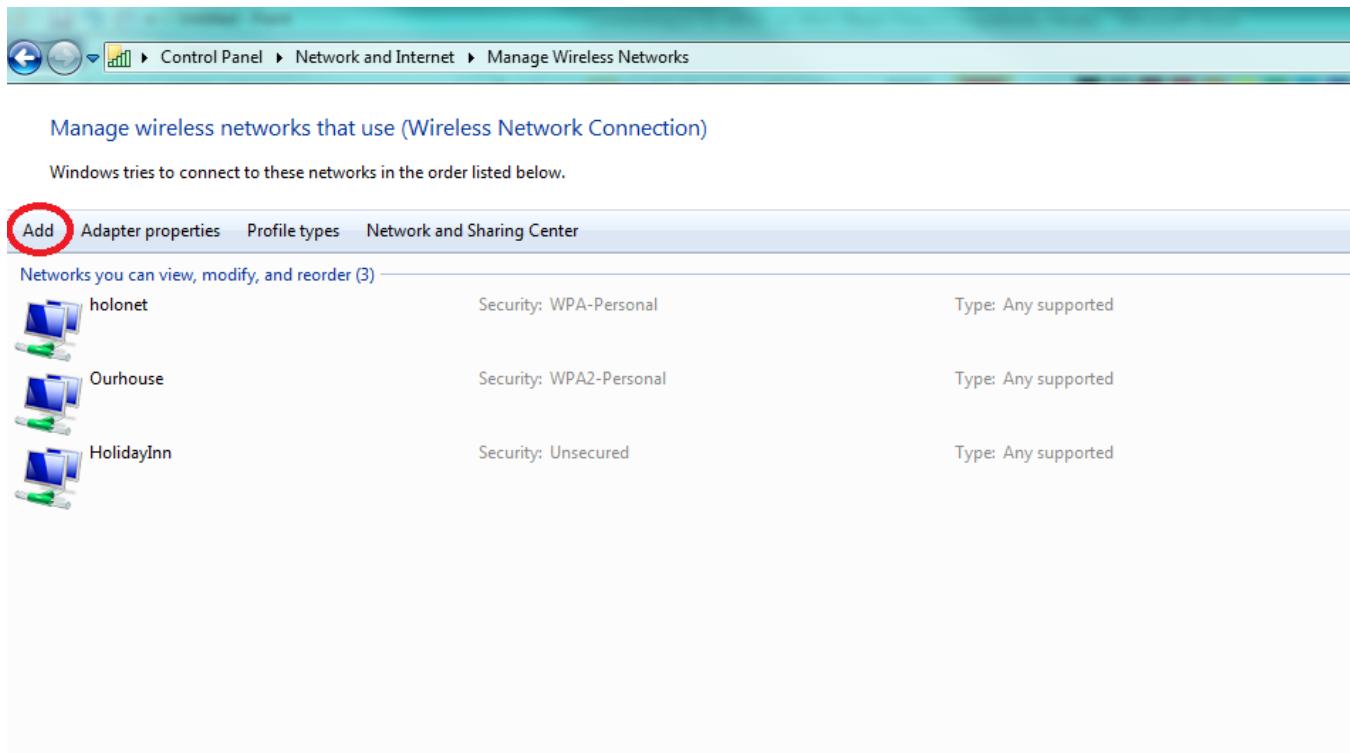 Control Panel Network and Internet Manage Wireless Networks
Manage wireless networks that use (Wireless Network Connection)
Windows tries to connect to these networks in the order listed below.
Add Adapter properties Profile types Network and Sharing Center
Networks you can view, modify, and reorder (3)
holonet Security: WPA-Personal Type: Any supported
Ourhouse Security: WPA2-Personal Type: Any supported
HolidayInn Security: Unsecured Type: Any supported